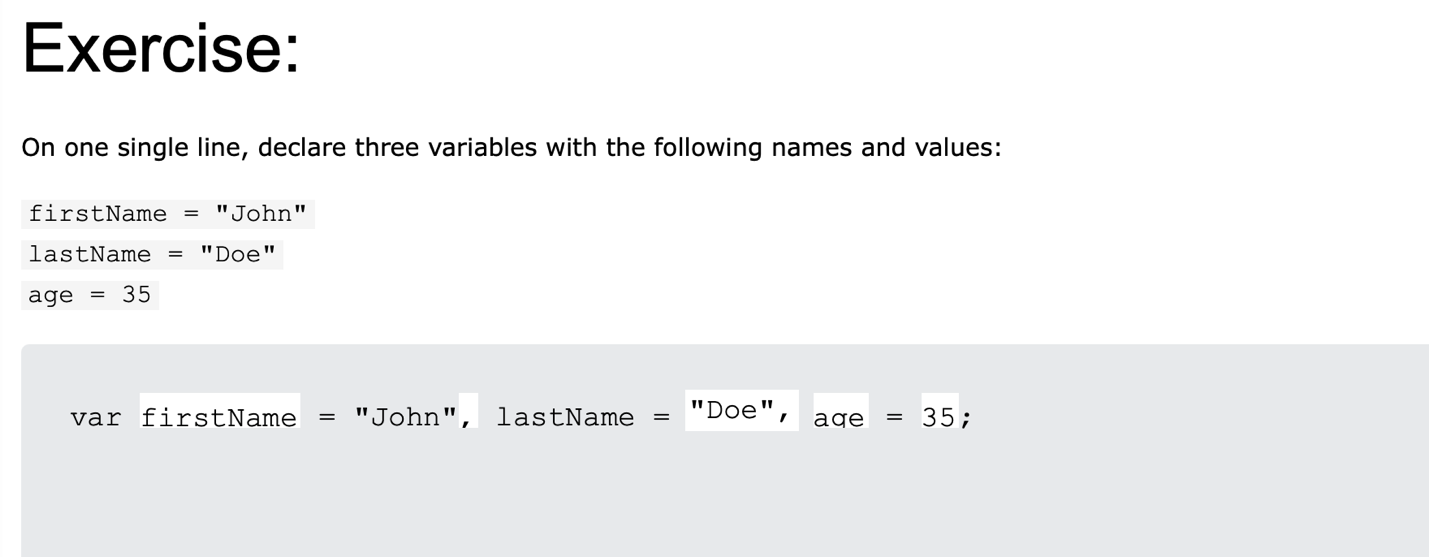 Exercise:
On one single line, declare three variables with the following names and values:
firstName = "John"
lastName = "Doe"
age = 35
var firstName = "John", lastName = "Doe", age = 35;